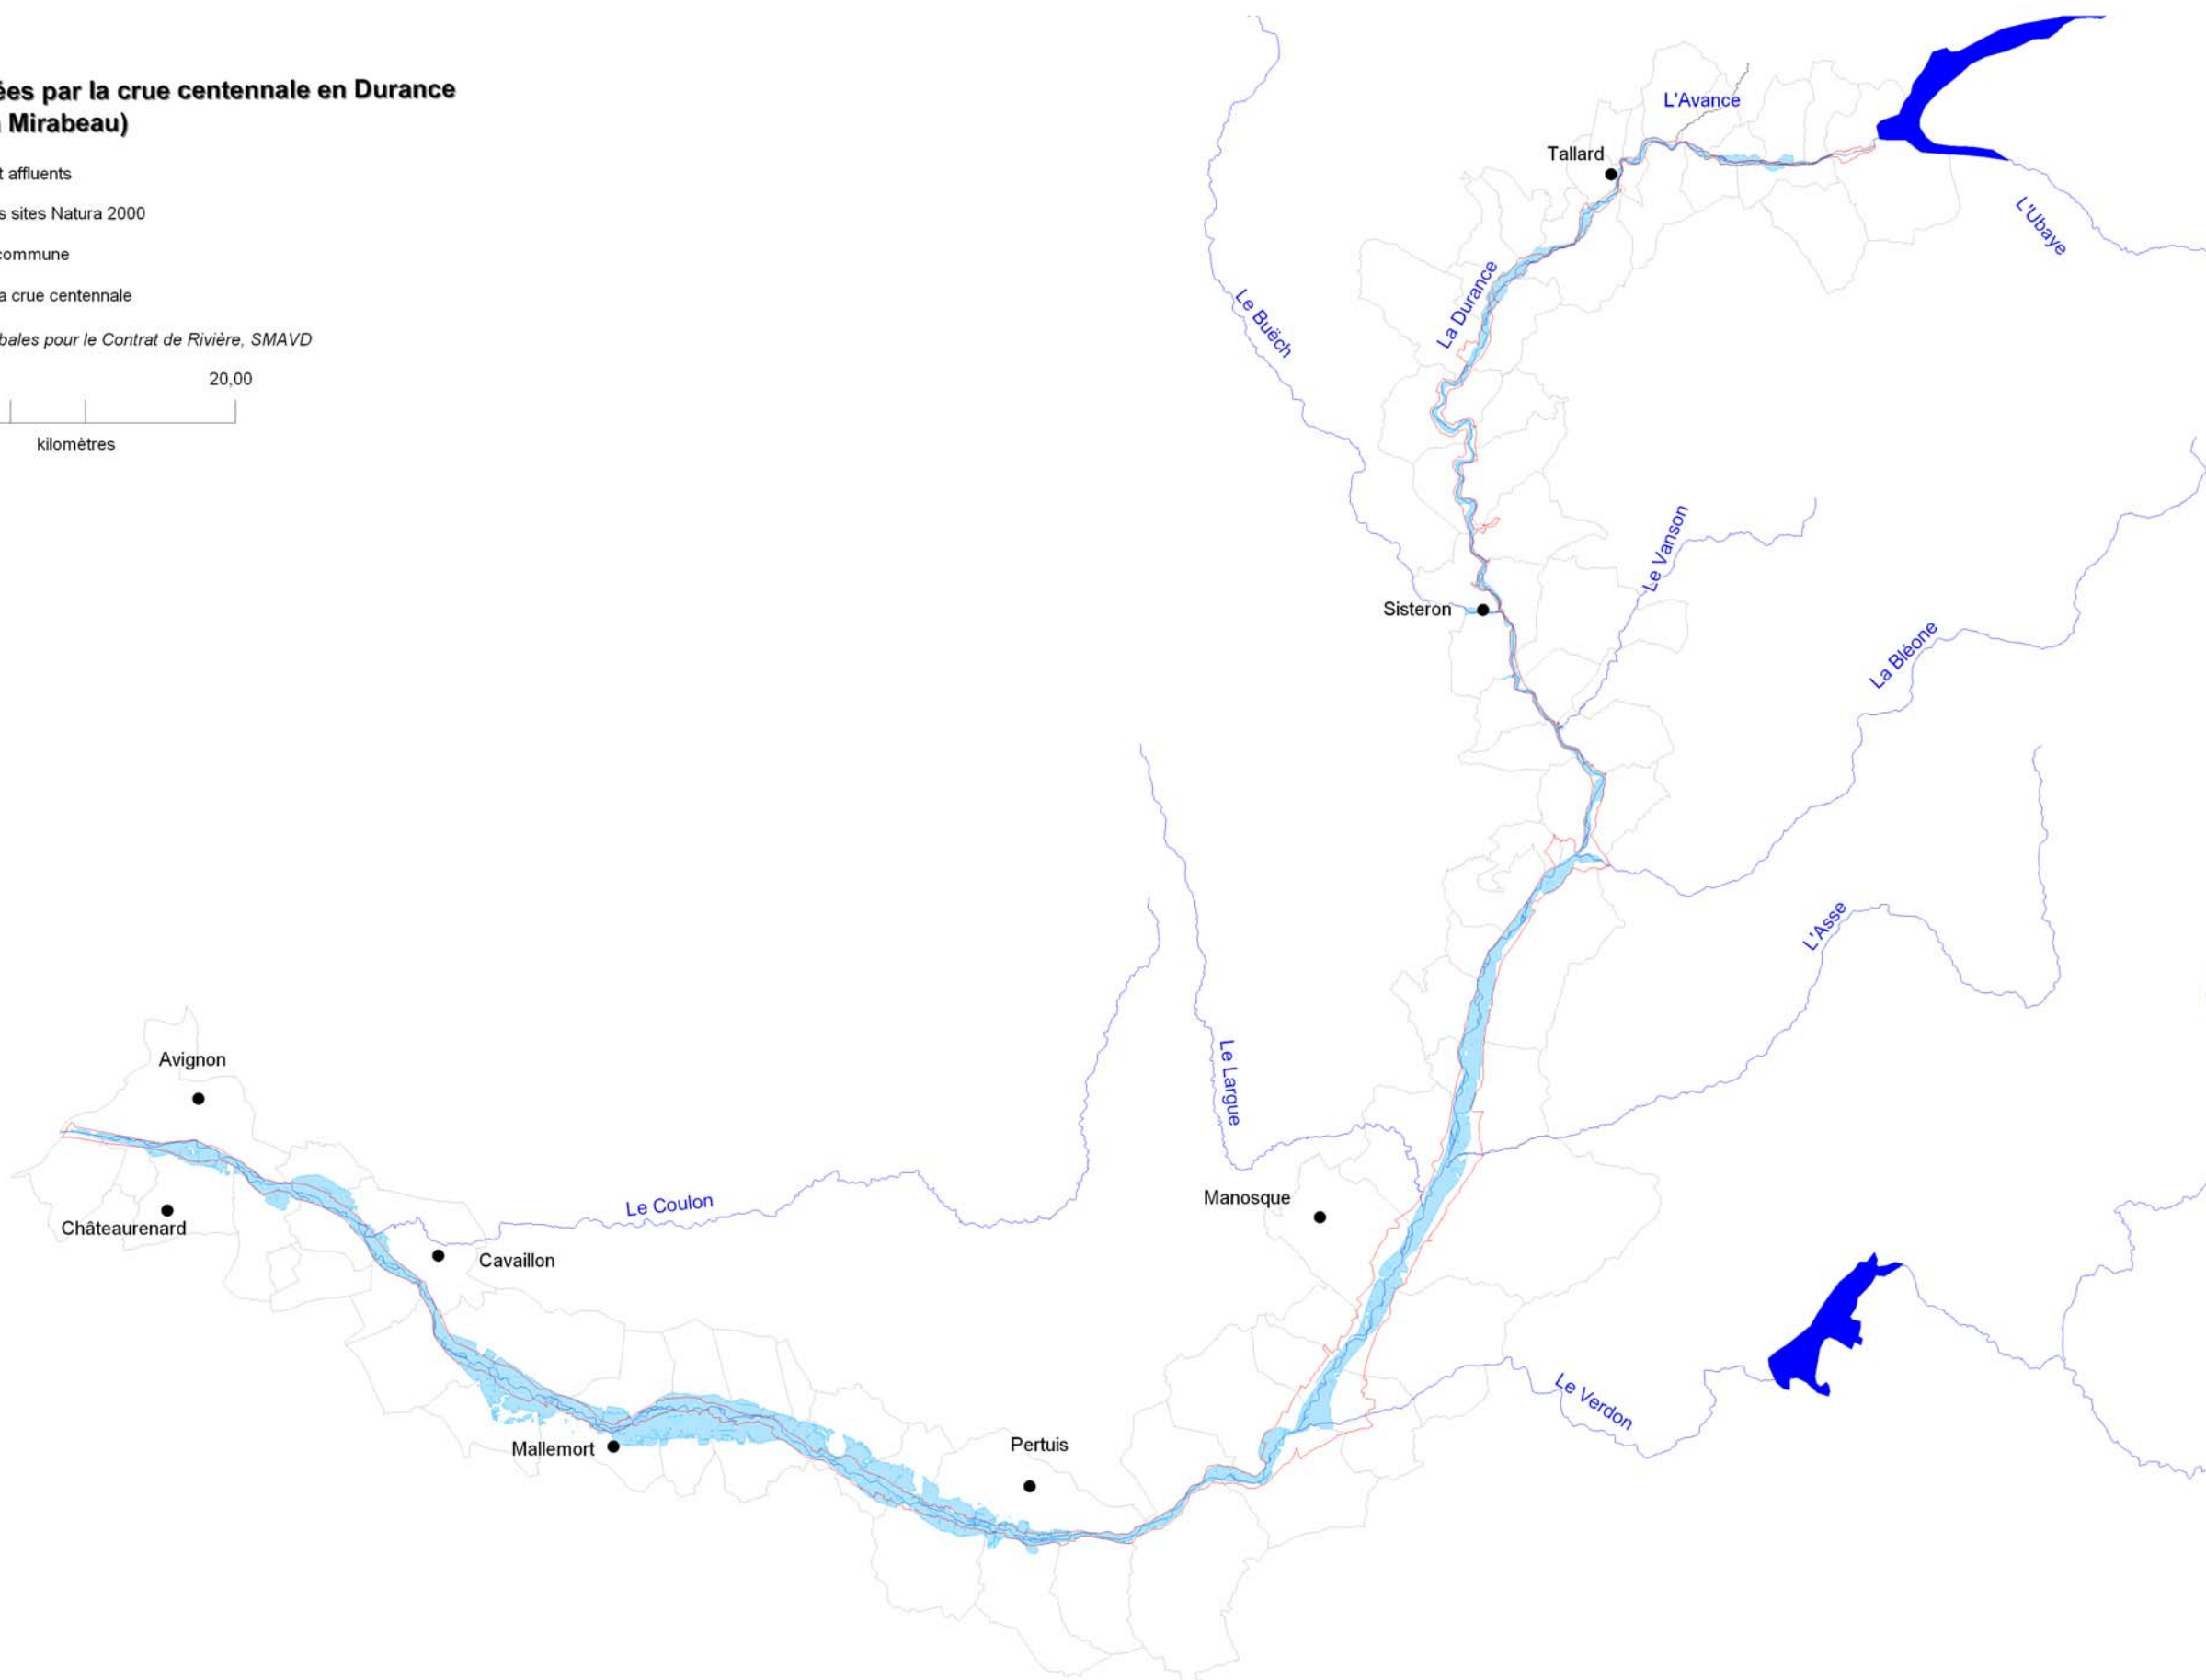 ées par la crue centennale en Durance
Mirabeau)
t affluents
s sites Natura 2000
commune
a crue centennale
bales pour le Contrat de Rivière, SMAVD
20,00
kilomètres
L'Avance
Tallard
L'Ubaye
La Durance
Le Buëch
Le Vanson
Sisteron
La Bléone
L'Asse
Le Largue
Avignon
Manosque
Le Coulon
Châteaurenard
Cavaillon
Le Verdon
Mallemort
Pertuis